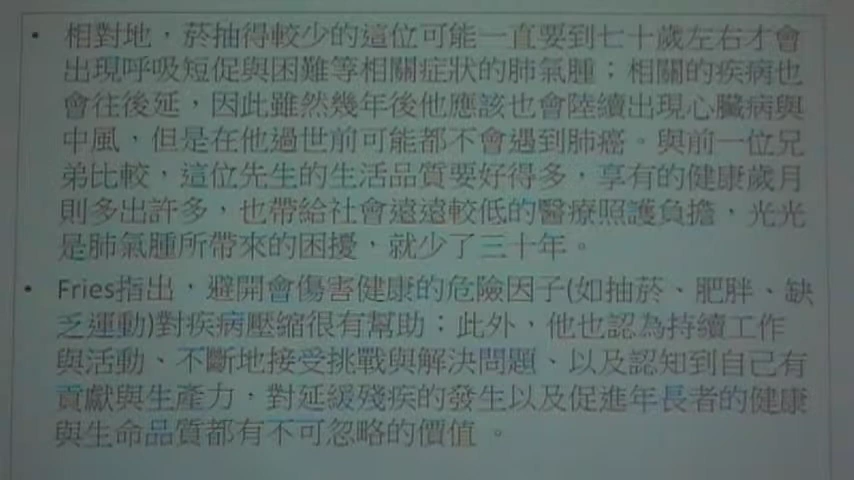 • 相對地，菸抽得較少的這位可能一直要到七十歲左右才會
出現呼吸短促與困難等相關症狀的肺氣腫；相關的疾病也
會往後延，因此雖然幾年後他應該也會陸續出現心臟病與
中風，但是在他過世前可能都不會遇到肺癌。與前一位兄
弟比較，這位先生的生活品質要好得多，享有的健康歲月
則多出許多，也帶給社會遠遠較低的醫療照護負擔，光光
是肺氣腫所帶來的困擾，就少了三十年。
• Fries指出，避開會傷害健康的危險因子(如抽菸、肥胖、缺
乏運動)對疾病壓縮很有幫助；此外，他也認為持續工作
與活動、不斷地接受挑戰與解決問題、以及認知到自己有
貢獻與生產力，對延緩殘疾的發生以及促進年長者的健康
與生命品質都有不可忽略的價值 。